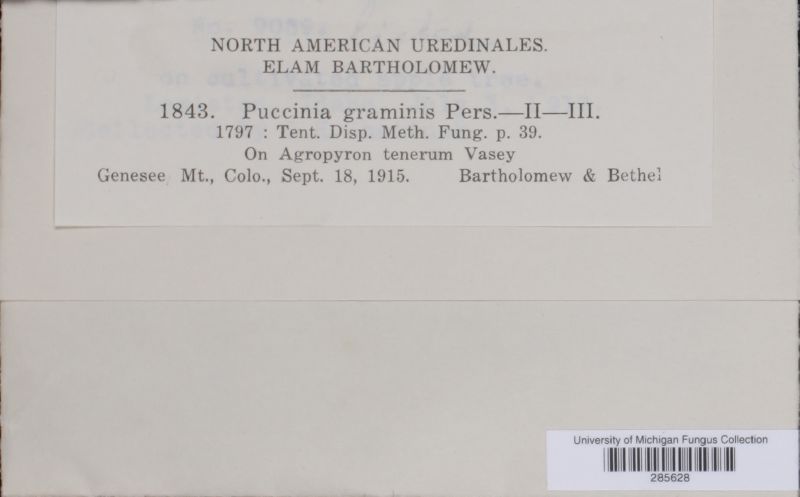 NORTH AMERICAN UREDINALES.
ELAM BARTHOLOMEW.
1843. Puccinia graminis Pers.—II—III.
1797 : Tent. Disp. Meth. Fung. p. 39.
On Agropyron tenerum Vasey
Genesee Mt., Colo., Sept. 18, 1915. Bartholomew & Bethel
University of Michigan Fungus Collection
285628